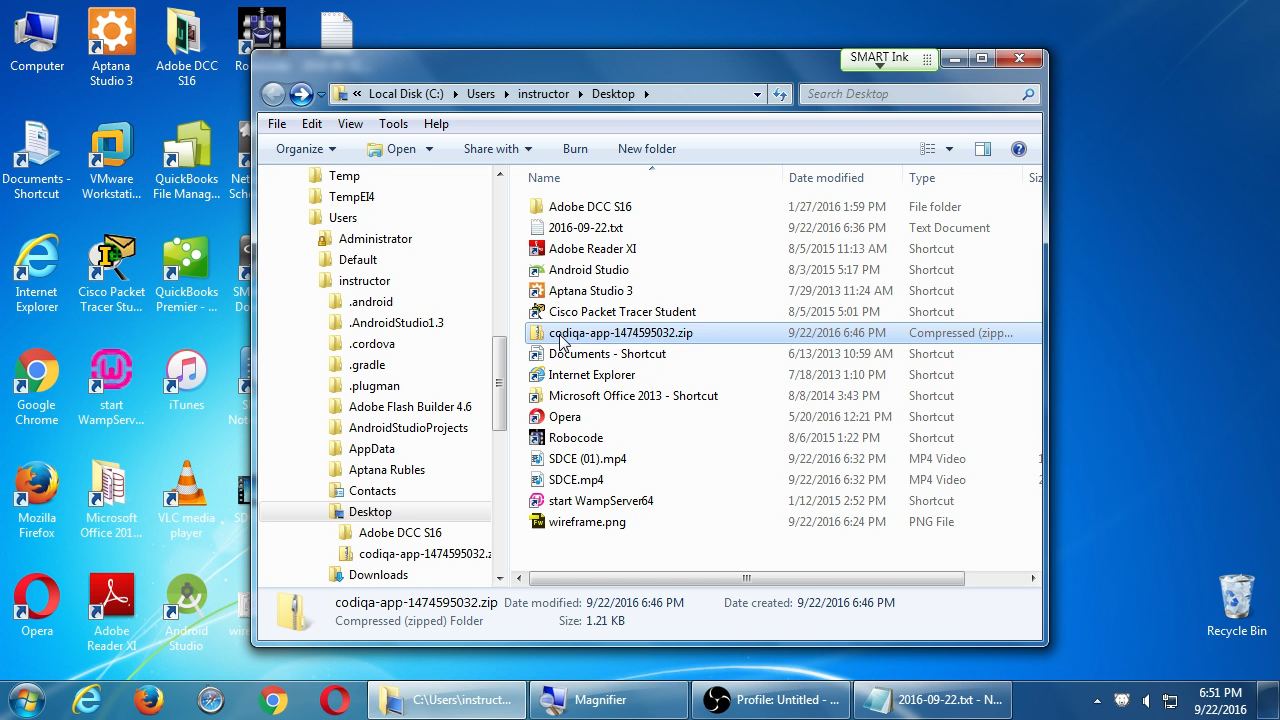 Computer
Aptana
Studio 3
Adobe DCC
S16
Documents -
Shortcut
VMware
Workstati...
QuickBooks
File Manag...
Internet
Explorer
Cisco Packet
Tracer Stu...
QuickBooks
Premier - ...
Google
Chrome
start
WampServ...
iTunes
Mozilla
Firefox
Microsoft
Office 201...
VLC media
player
Opera
Adobe
Reader XI
Android
Studio
Recycle Bin
SMART Ink
« Local Disk (C:) Users instructor Desktop
Search Desktop
File Edit View Tools Help
Organize Open Share with Burn New folder
Temp
TempEI4
Users
Administrator
Default
instructor
.android
.AndroidStudio1.3
.cordova
.gradle
.plugman
Adobe Flash Builder 4.6
AndroidStudioProjects
AppData
Aptana Rubles
Contacts
Desktop
Adobe DCC S16
codiqa-app-1474595032.z
Downloads
Name Date modified Type Siz
Adobe DCC S16 1/27/2016 1:59 PM File folder
2016-09-22.txt 9/22/2016 6:36 PM Text Document
Adobe Reader XI 8/6/2015 11:13 AM Shortcut
Android Studio 8/3/2015 5:17 PM Shortcut
Aptana Studio 3 7/29/2013 11:24 AM Shortcut
Cisco Packet Tracer Student 8/5/2015 5:01 PM Shortcut
codiqa-app-1474595032.zip 9/22/2016 6:46 PM Compressed (zipp...
Documents - Shortcut 6/13/2013 10:59 AM Shortcut
Internet Explorer 7/18/2013 1:10 PM Shortcut
Microsoft Office 2013 - Shortcut 8/8/2014 3:43 PM Shortcut
Opera 5/20/2016 12:21 PM Shortcut
Robocode 8/6/2015 1:22 PM Shortcut
SDCE (01).mp4 9/22/2016 6:32 PM MP4 Video
SDCE.mp4 9/22/2016 6:32 PM MP4 Video
start WampServer64 1/12/2015 2:52 PM Shortcut
wireframe.png 9/22/2016 6:24 PM PNG File
codiqa-app-1474595032.zip Date modified: 9/22/2016 6:46 PM Date created: 9/22/2016 6:46 PM
Compressed (zipped) Folder Size: 1.21 KB
C:\Users\instruct... Magnifier Profile: Untitled - ... 2016-09-22.txt - N...
6:51 PM
9/22/2016